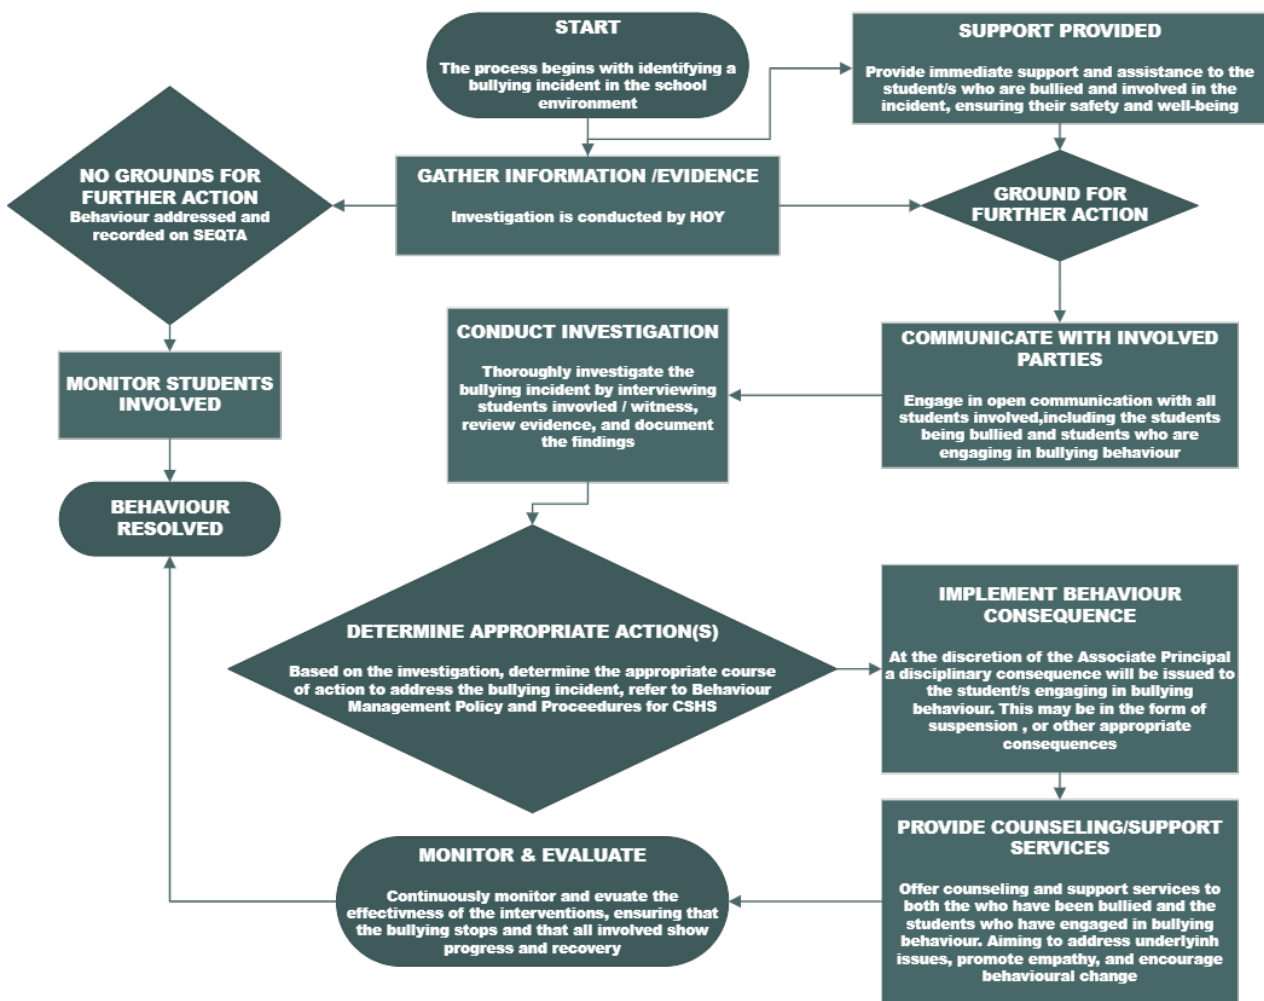 START
The process begins with identifying a
bullying incident in the school
environment
SUPPORT PROVIDED
Provide immediate support and assistance to the
student/s who are bullied and involved in the
incident, ensuring their safety and well-being
NO GROUNDS FOR
FURTHER ACTION
Behaviour addressed and
recorded on SEQTA
GATHER INFORMATION /EVIDENCE
Investigation is conducted by HOY
GROUND FOR
FURTHER ACTION
MONITOR STUDENTS
INVOLVED
CONDUCT INVESTIGATION
Thoroughly investigate the
bullying incident by interviewing
students invovled / witness,
review evidence, and document
the findings
COMMUNICATE WITH INVOLVED
PARTIES
Engage in open communication with all
students involved,including the students
being bullied and students who are
engaging in bullying behaviour
BEHAVIOUR
RESOLVED
DETERMINE APPROPRIATE ACTION(S)
Based on the investigation, determine the appropriate course
of action to address the bullying incident, refer to Behaviour
Management Policy and Proceedures for CSHS
IMPLEMENT BEHAVIOUR
CONSEQUENCE
At the discretion of the Associate Principal
a disciplinary consequence will be issued to
the student/s engaging in bullying
behaviour. This may be in the form of
suspension , or other appropriate
consequences
MONITOR & EVALUATE
Continuously monitor and evuate the
effectivness of the interventions, ensuring that
the bullying stops and that all involved show
progress and recovery
PROVIDE COUNSELING/SUPPORT
SERVICES
Offer counseling and support services to
both the who have been bullied and the
students who have engaged in bullying
behaviour. Aiming to address underlyinh
issues, promote empathy, and encourage
behavioural change